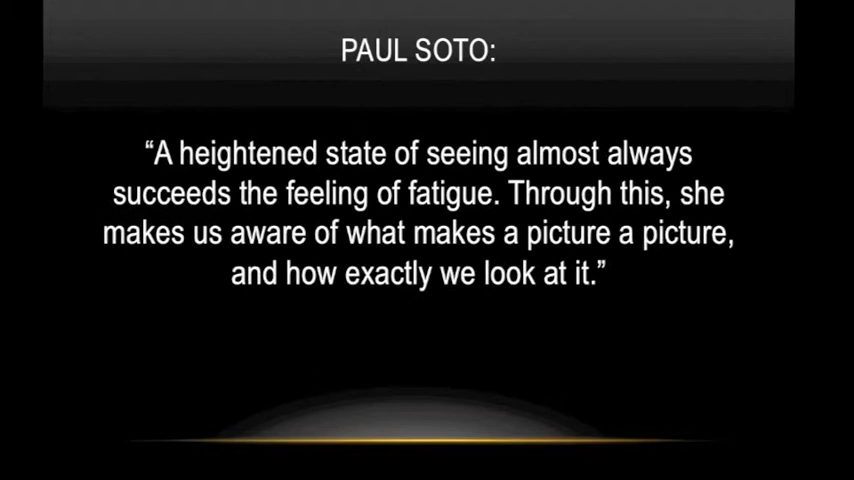 PAUL SOTO:
“A heightened state of seeing almost always
succeeds the feeling of fatigue. Through this, she
makes us aware of what makes a picture a picture,
and how exactly we look at it.”